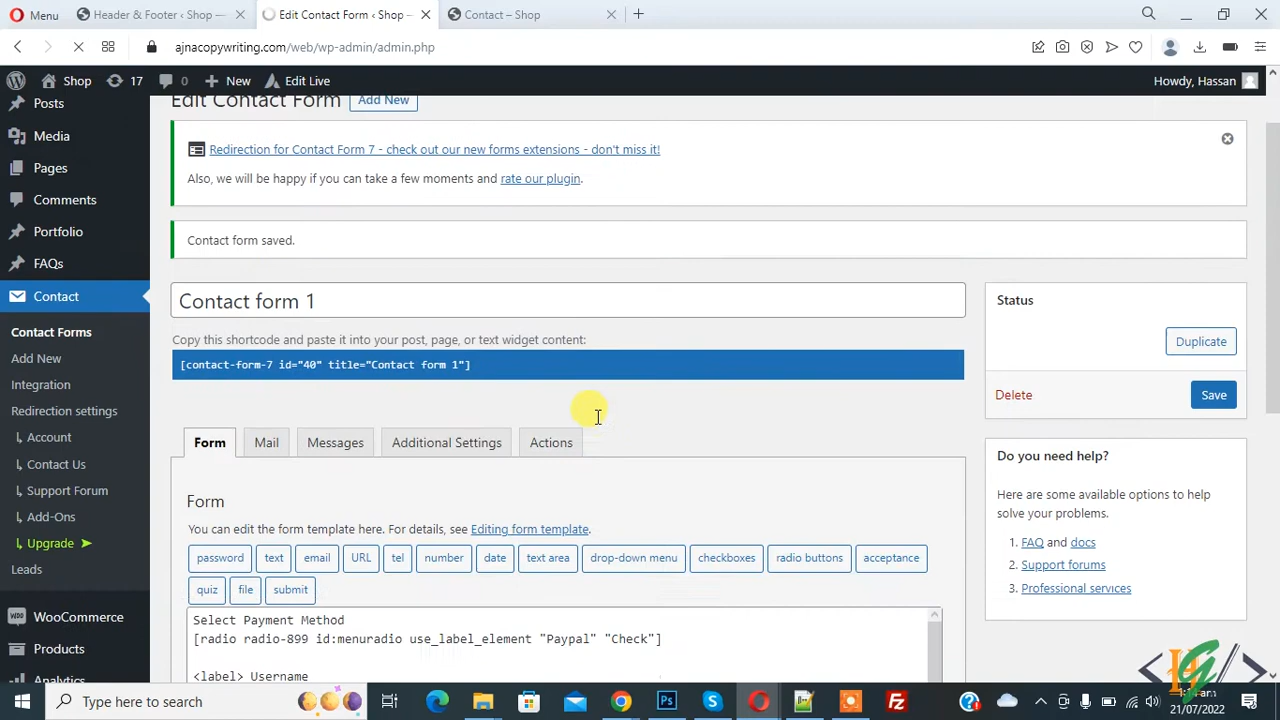 Menu
Header & Footer ‹ Shop —
Edit Contact Form ‹ Shop —
Contact – Shop
ajnacopywriting.com/web/wp-admin/admin.php
Shop
17
0
New
Edit Live
Howdy, Hassan
Posts
Media
Pages
Comments
Portfolio
FAQs
Contact
Contact Forms
Add New
Integration
Redirection settings
↳ Account
↳ Contact Us
↳ Support Forum
↳ Add-Ons
↳ Upgrade ➤
Leads
WooCommerce
Products
Analytics
Edit Contact Form
Add New
Redirection for Contact Form 7 - check out our new forms extensions - don't miss it!
Also, we will be happy if you can take a few moments and rate our plugin.
Contact form saved.
Contact form 1
Copy this shortcode and paste it into your post, page, or text widget content:
[contact-form-7 id="40" title="Contact form 1"]
Form
Mail
Messages
Additional Settings
Actions
Form
You can edit the form template here. For details, see Editing form template.
password
text
email
URL
tel
number
date
text area
drop-down menu
checkboxes
radio buttons
acceptance
quiz
file
submit
Select Payment Method
[radio radio-899 id:menuradio use_label_element "Paypal" "Check"]
<label> Username
Status
Duplicate
Delete
Save
Do you need help?
Here are some available options to help
solve your problems.
1. FAQ and docs
2. Support forums
3. Professional services
Type here to search
21/07/2022